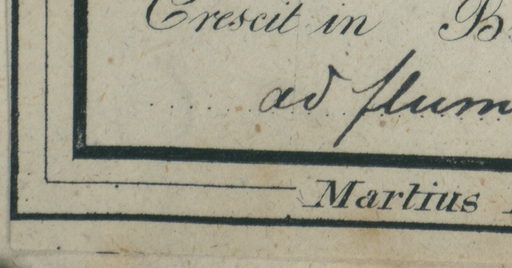 Crescit in B
ad flum
Martius